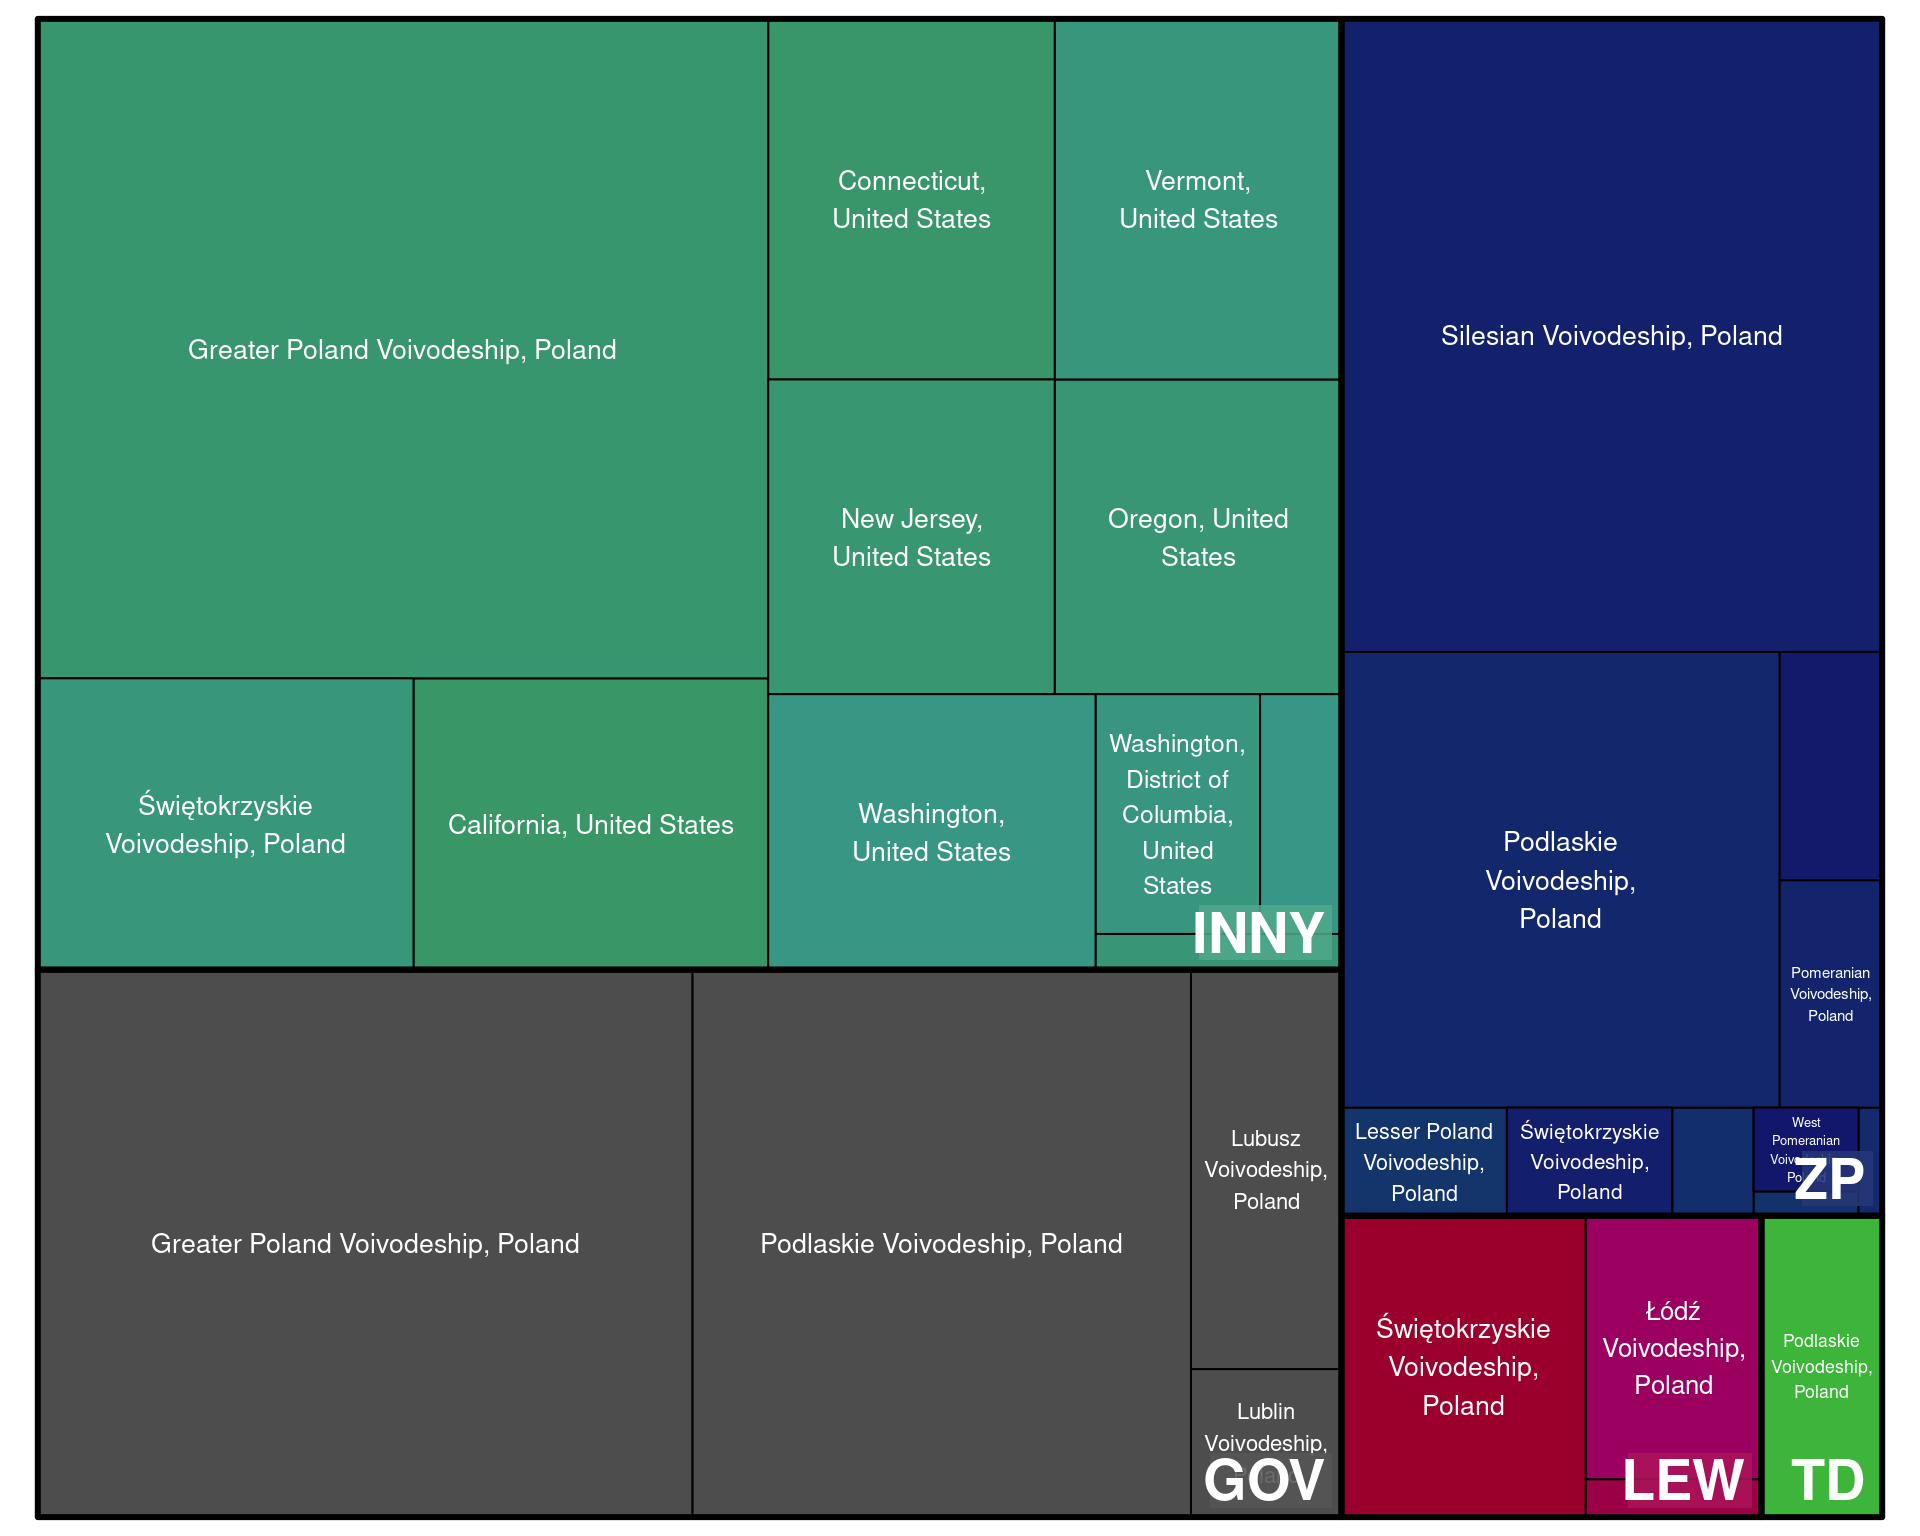 Greater Poland Voivodeship, Poland
Connecticut,
United States
Vermont,
United States
New Jersey,
United States
Oregon, United
States
Świętokrzyskie
Voivodeship, Poland
California, United States
Washington,
United States
Washington,
District of
Columbia,
United
States
INNY
Greater Poland Voivodeship, Poland
Podlaskie Voivodeship, Poland
Lubusz
Voivodeship,
Poland
Lublin
Voivodeship,
GOV
Silesian Voivodeship, Poland
Podlaskie
Voivodeship,
Poland
Pomeranian
Voivodeship,
Poland
Lesser Poland
Voivodeship,
Poland
Świętokrzyskie
Voivodeship,
Poland
West
Pomeranian
ZP
Świętokrzyskie
Voivodeship,
Poland
Łódź
Voivodeship,
Poland
LEW
Podlaskie
Voivodeship,
Poland
TD